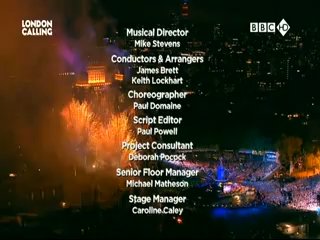 LONDON
CALLING
BBC HD
Musical Director
Mike Stevens
Conductors & Arrangers
James Brett
Keith Lockhart
Choreographer
Paul Domaine
Script Editor
Paul Powell
Project Consultant
Deborah Pocock
Senior Floor Manager
Michael Matheson
Stage Manager
Caroline Caley